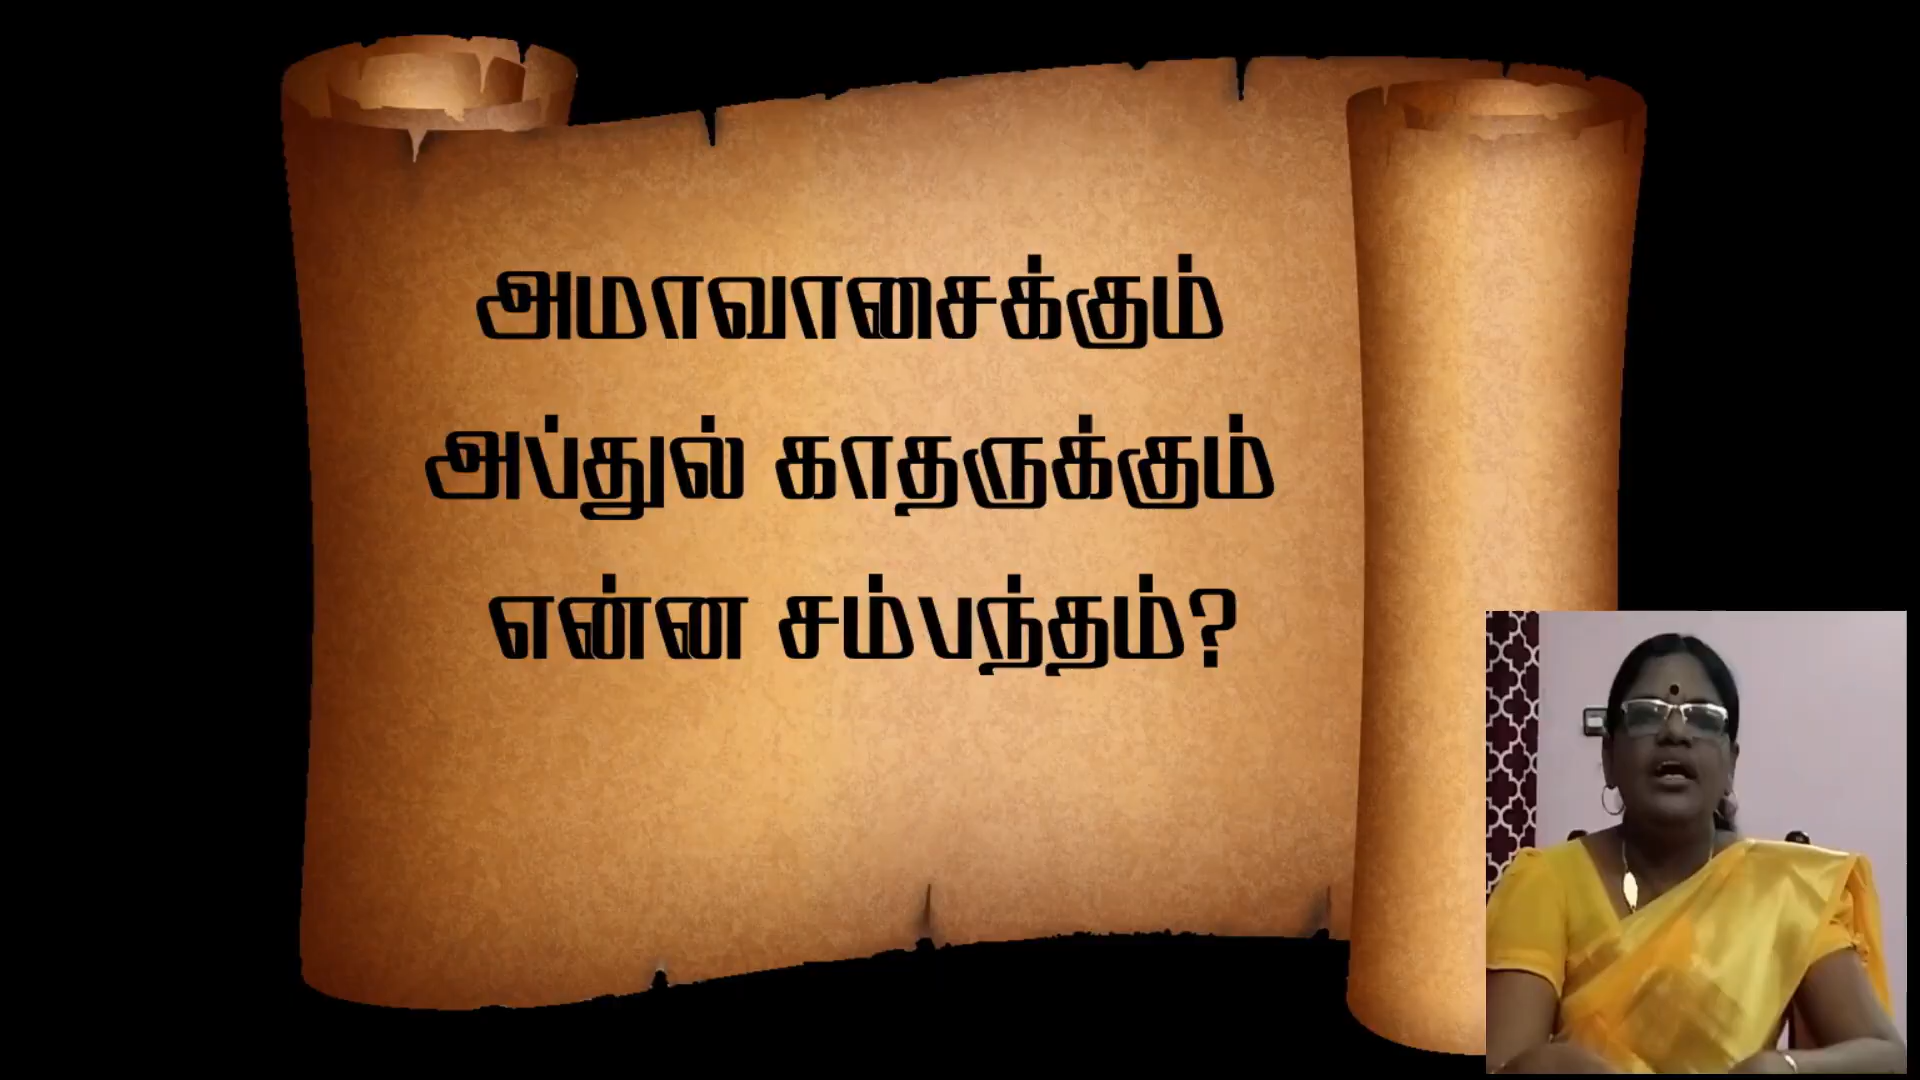 அமாவாசைக்கும்
அப்துல் காதருக்கும்
என்ன சம்பந்தம்?